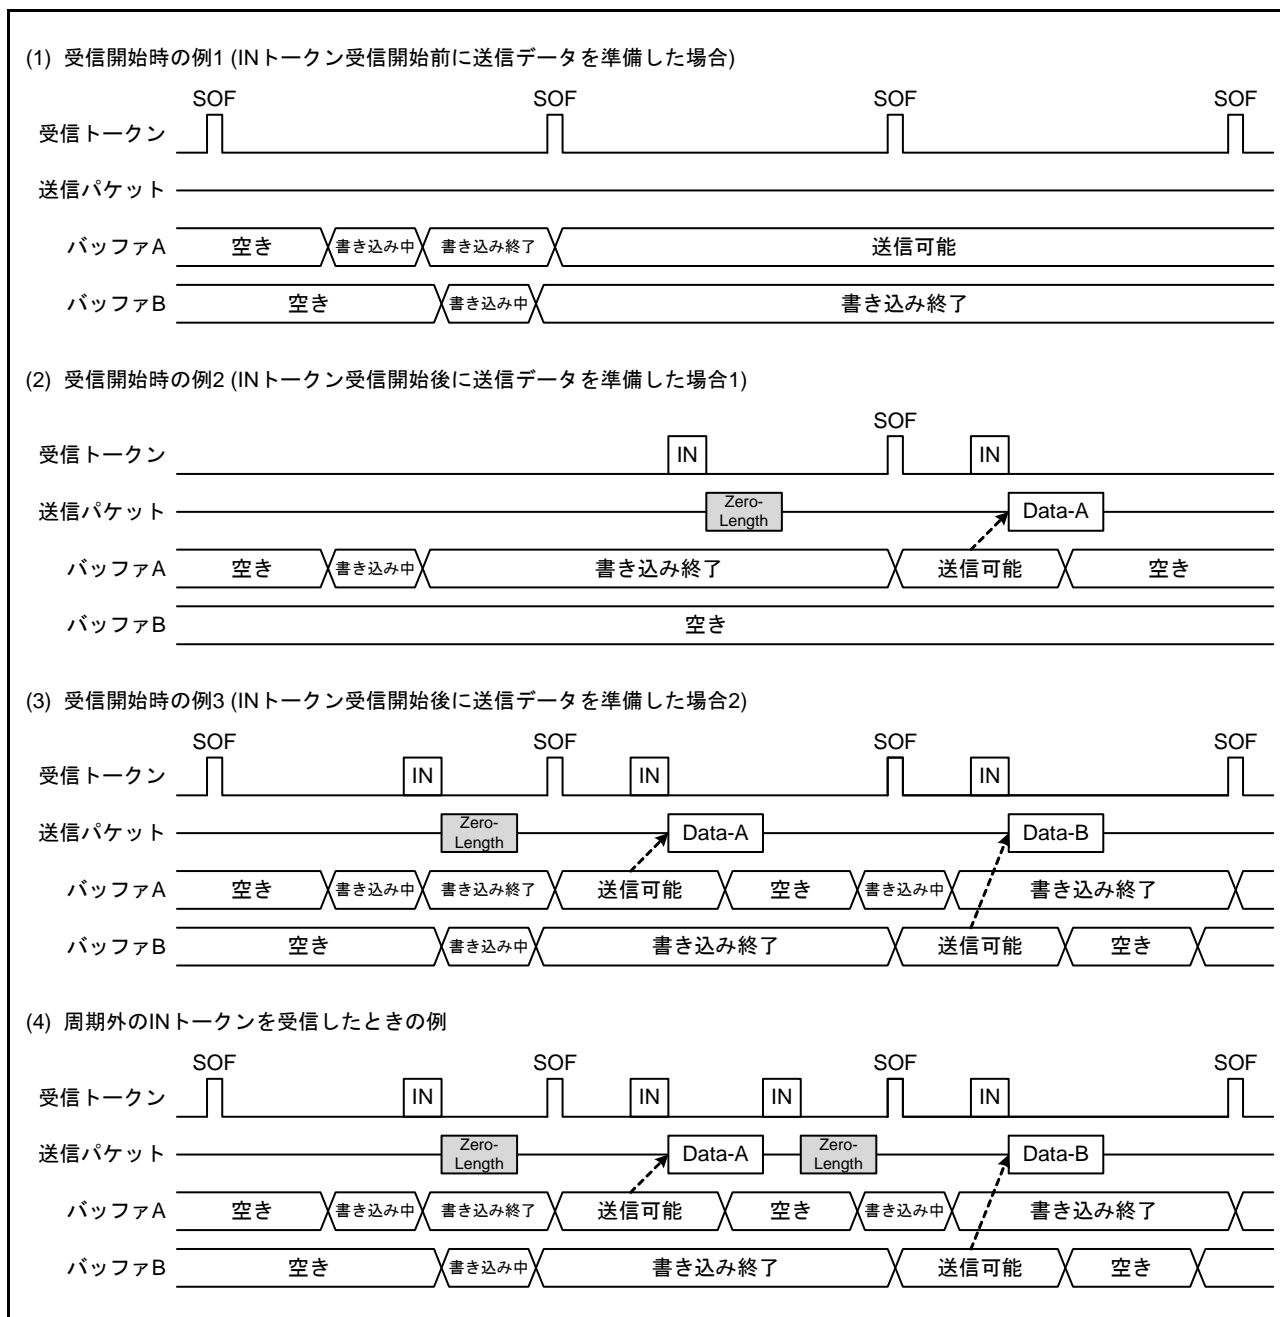 (1) 受信開始時の例1 (INトークン受信開始前に送信データを準備した場合)
SOF SOF SOF SOF
受信トークン
送信パケット
バッファA 空き 書き込み中 書き込み終了 送信可能
バッファB 空き 書き込み中 書き込み終了
(2) 受信開始時の例2 (INトークン受信開始後に送信データを準備した場合1)
SOF
受信トークン IN IN
送信パケット Zero-Length Data-A
バッファA 空き 書き込み中 書き込み終了 送信可能 空き
バッファB 空き
(3) 受信開始時の例3 (INトークン受信開始後に送信データを準備した場合2)
SOF SOF SOF SOF
受信トークン IN IN IN
送信パケット Zero-Length Data-A Data-B
バッファA 空き 書き込み中 書き込み終了 送信可能 空き 書き込み中 書き込み終了
バッファB 空き 書き込み中 書き込み終了 送信可能 空き
(4) 周期外のINトークンを受信したときの例
SOF SOF SOF SOF
受信トークン IN IN IN IN
送信パケット Zero-Length Data-A Zero-Length Data-B
バッファA 空き 書き込み中 書き込み終了 送信可能 空き 書き込み中 書き込み終了
バッファB 空き 書き込み中 書き込み終了 送信可能 空き